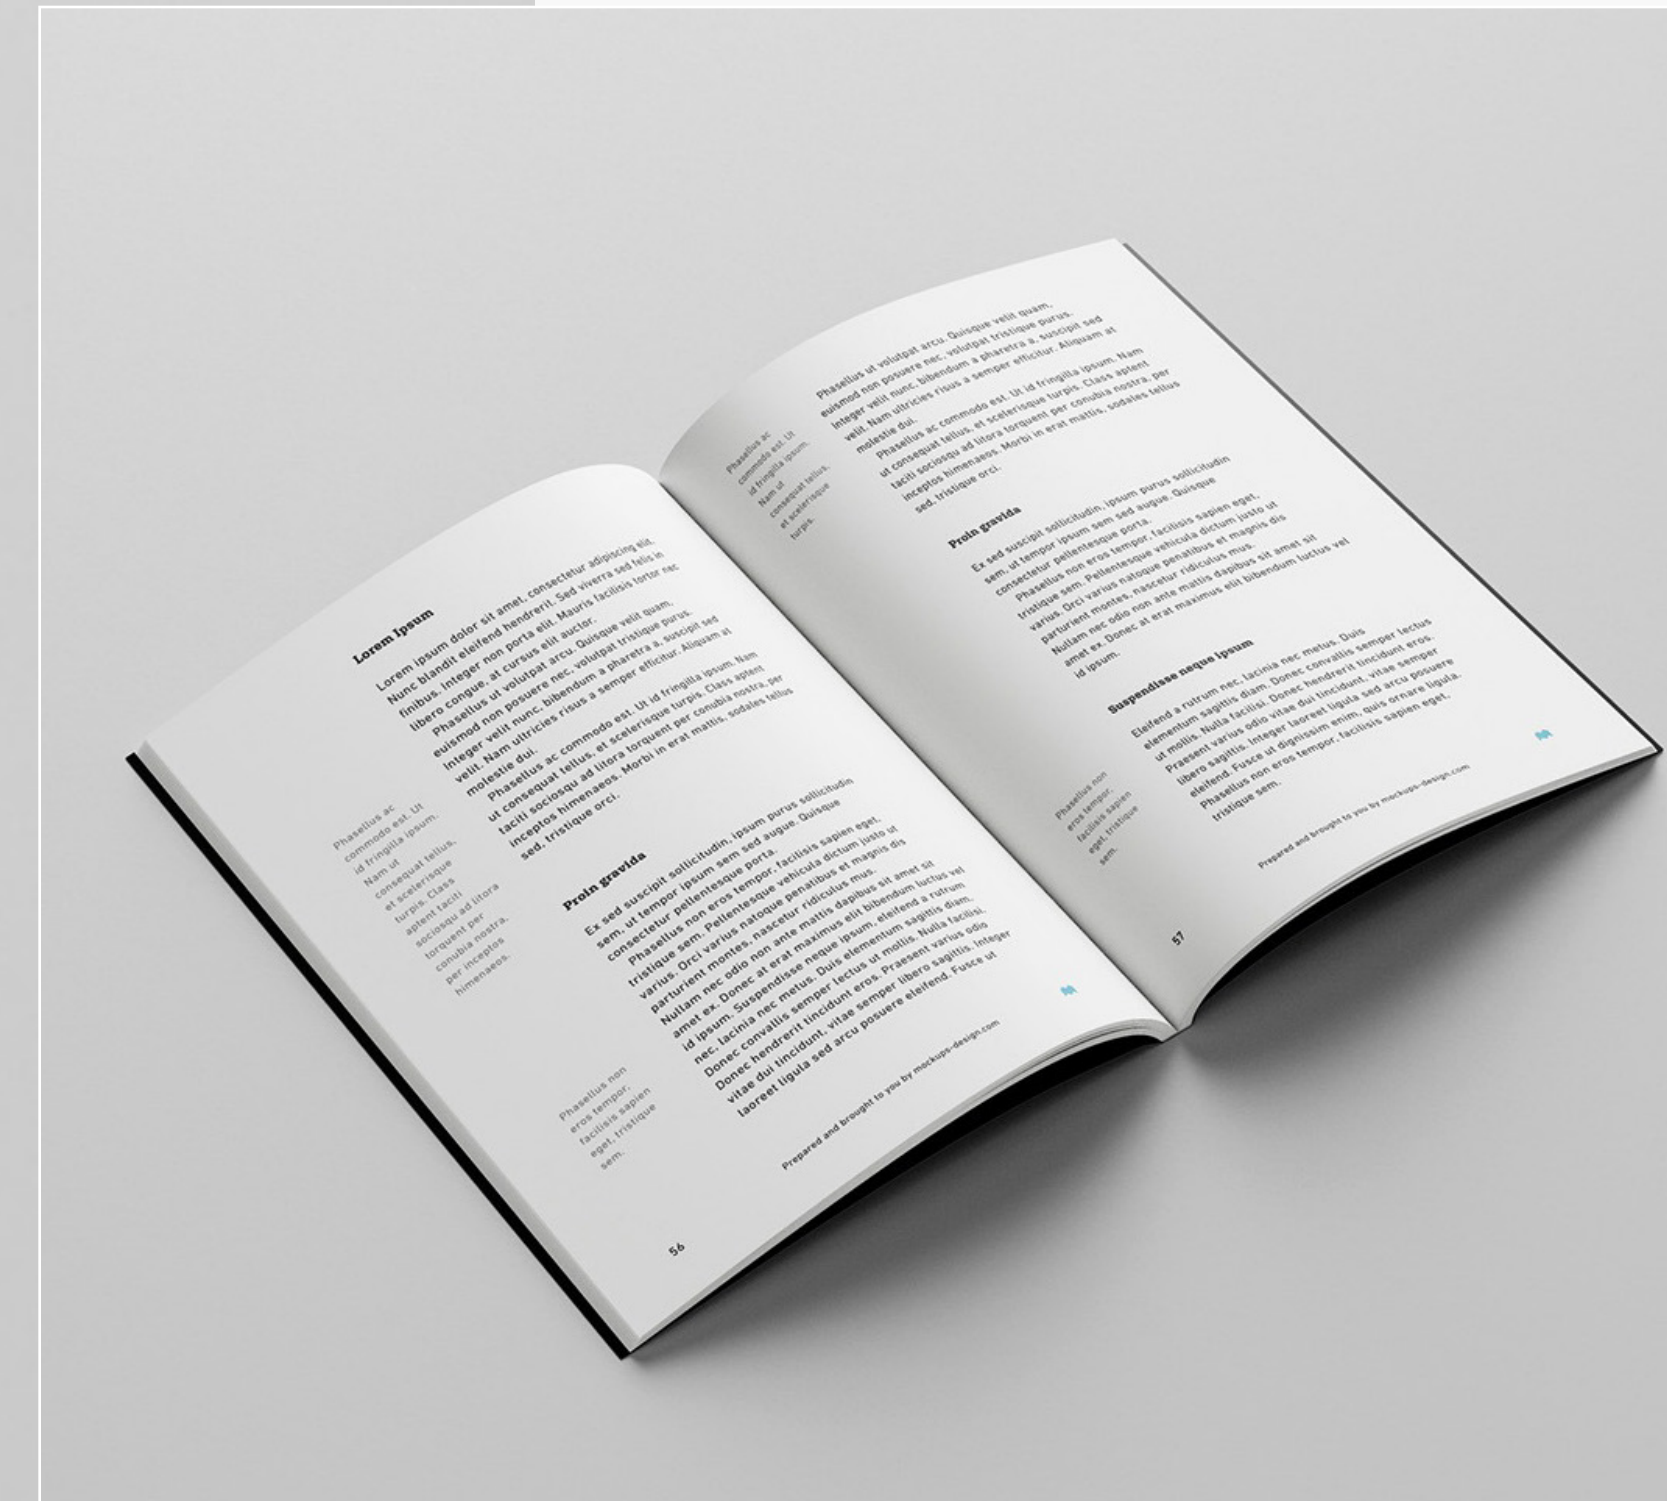 Lorem Ipsum
Lorem ipsum dolor sit amet, consectetur adipiscing elit.
Nunc blandit eleifend hendrerit. Sed viverra sed felis in
finibus. Integer non porta elit. Mauris facilisis tortor nec
libero congue, at cursus elit auctor.
Phasellus ut volutpat arcu. Quisque velit quam,
euismod non posuere nec, volutpat tristique purus.
Integer velit nunc, bibendum a pharetra a, suscipit sed
velit. Nam ultricies risus a semper efficitur. Aliquam at
molestie dui.
Phasellus ac commodo est. Ut id fringilla ipsum. Nam
ut consequat tellus, et scelerisque turpis. Class aptent
taciti sociosqu ad litora torquent per conubia nostra, per
inceptos himenaeos. Morbi in erat mattis, sodales tellus
sed, tristique orci.
Phasellus ac
commodo est. Ut
id fringilla ipsum.
Nam ut
consequat tellus,
et scelerisque
turpis. Class
aptent taciti
sociosqu ad litora
torquent per
conubia nostra,
per inceptos
himenaeos.
Proin gravida
Ex sed suscipit sollicitudin, ipsum purus sollicitudin
sem, ut tempor ipsum sem sed augue. Quisque
consectetur pellentesque porta.
Phasellus non eros tempor, facilisis sapien eget,
tristique sem. Pellentesque vehicula dictum justo ut
varius. Orci varius natoque penatibus et magnis dis
parturient montes, nascetur ridiculus mus.
Nullam nec odio non ante mattis dapibus sit amet sit
amet ex. Donec at erat maximus elit bibendum luctus vel
id ipsum. Suspendisse neque ipsum, eleifend a rutrum
nec, lacinia nec metus. Duis elementum sagittis diam.
Donec convallis semper lectus ut mollis. Nulla facilisi.
Donec hendrerit tincidunt eros. Praesent varius odio
vitae dui tincidunt, vitae semper libero sagittis. Integer
laoreet ligula sed arcu posuere eleifend. Fusce ut
Phasellus non
eros tempor,
facilisis sapien
eget, tristique
sem.
Prepared and brought to you by mockups-design.com
56
Phasellus ut volutpat arcu. Quisque velit quam,
euismod non posuere nec, volutpat tristique purus.
Integer velit nunc, bibendum a pharetra a, suscipit sed
velit. Nam ultricies risus a semper efficitur. Aliquam at
molestie dui.
Phasellus ac commodo est. Ut id fringilla ipsum. Nam
ut consequat tellus, et scelerisque turpis. Class aptent
taciti sociosqu ad litora torquent per conubia nostra, per
inceptos himenaeos. Morbi in erat mattis, sodales tellus
sed, tristique orci.
Phasellus ac
commodo est. Ut
id fringilla ipsum.
Nam ut
consequat tellus,
et scelerisque
turpis.
Proin gravida
Ex sed suscipit sollicitudin, ipsum purus sollicitudin
sem, ut tempor ipsum sem sed augue. Quisque
consectetur pellentesque porta.
Phasellus non eros tempor, facilisis sapien eget,
tristique sem. Pellentesque vehicula dictum justo ut
varius. Orci varius natoque penatibus et magnis dis
parturient montes, nascetur ridiculus mus.
Nullam nec odio non ante mattis dapibus sit amet sit
amet ex. Donec at erat maximus elit bibendum luctus vel
id ipsum.
Suspendisse neque ipsum
Eleifend a rutrum nec, lacinia nec metus. Duis
elementum sagittis diam. Donec convallis semper lectus
ut mollis. Nulla facilisi. Donec hendrerit tincidunt eros.
Praesent varius odio vitae dui tincidunt, vitae semper
libero sagittis. Integer laoreet ligula sed arcu posuere
eleifend. Fusce ut dignissim enim, quis ornare ligula.
Phasellus non eros tempor, facilisis sapien eget,
tristique sem.
Phasellus non
eros tempor,
facilisis sapien
eget, tristique
sem.
Prepared and brought to you by mockups-design.com
57